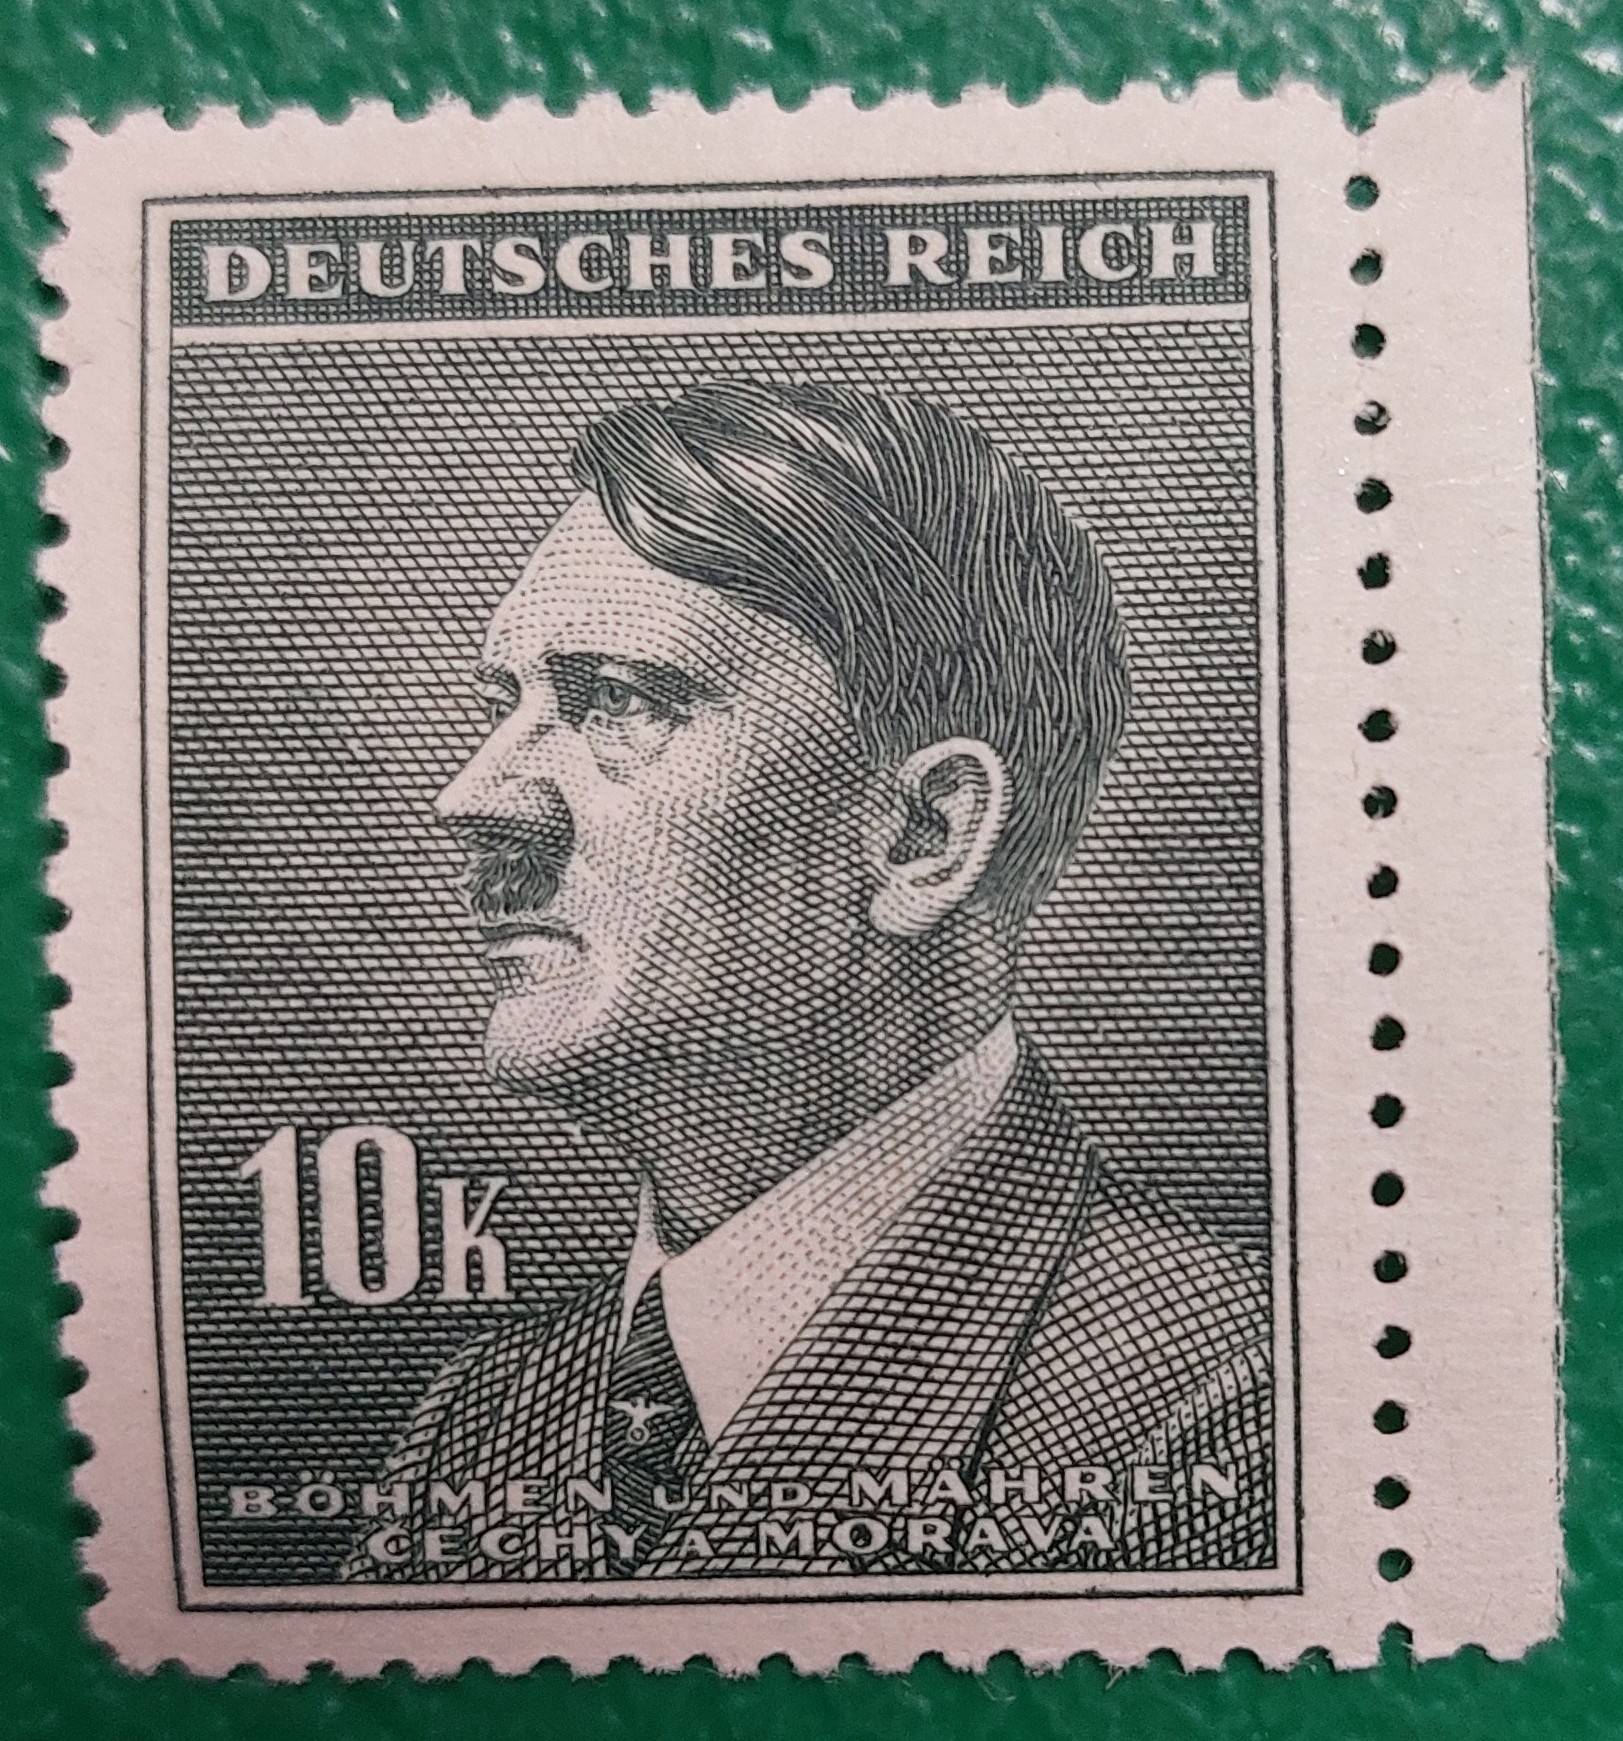 DEUTSCHES REICH
10K
BÖHMEN UND MÄHREN
ČECHY A MORAVA